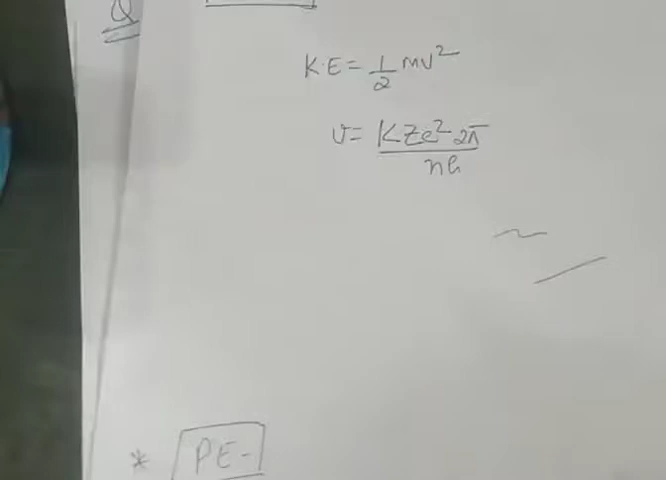 Q
K.E = 1/2 mv²
v = KZe² 2π / nh
* PE-